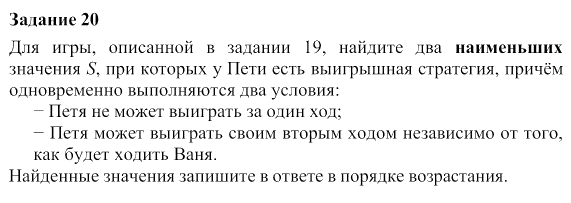 Задание 20
Для игры, описанной в задании 19, найдите два наименьших
значения S, при которых у Пети есть выигрышная стратегия, причём
одновременно выполняются два условия:
− Петя не может выиграть за один ход;
− Петя может выиграть своим вторым ходом независимо от того,
как будет ходить Ваня.
Найденные значения запишите в ответе в порядке возрастания.